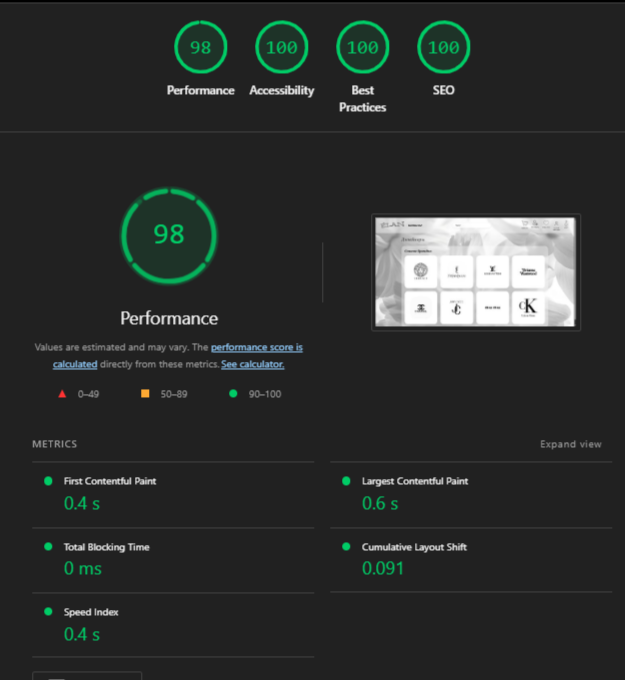 98
100
100
100
Performance
Accessibility
Best
Practices
SEO
98
Performance
Values are estimated and may vary. The performance score is
calculated directly from these metrics. See calculator.
0–49
50–89
90–100
METRICS
Expand view
First Contentful Paint
0.4 s
Largest Contentful Paint
0.6 s
Total Blocking Time
0 ms
Cumulative Layout Shift
0.091
Speed Index
0.4 s